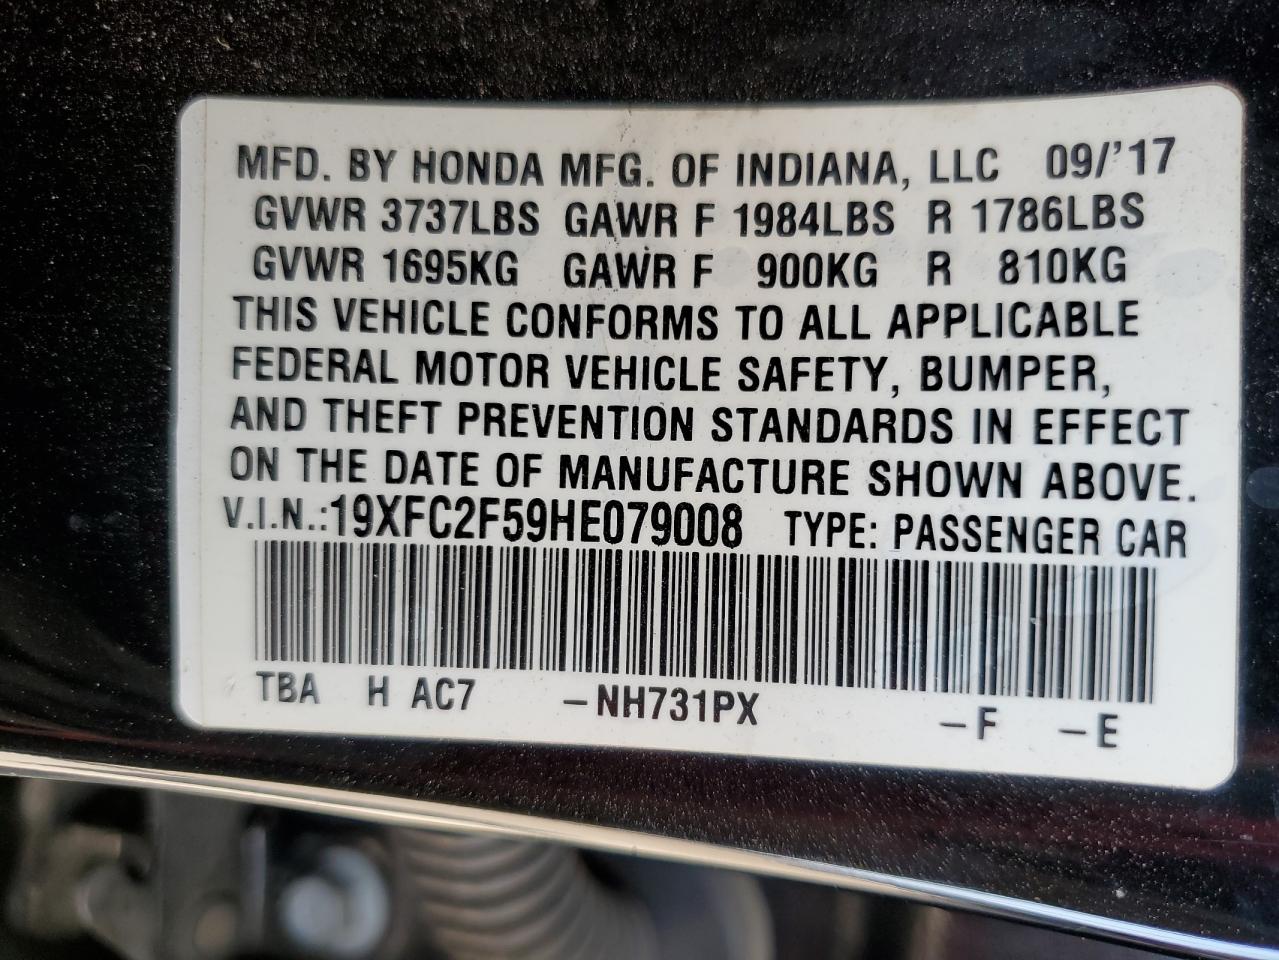 MFD. BY HONDA MFG. OF INDIANA, LLC 09/'17
GVWR 3737LBS GAWR F 1984LBS R 1786LBS
GVWR 1695KG GAWR F 900KG R 810KG
THIS VEHICLE CONFORMS TO ALL APPLICABLE
FEDERAL MOTOR VEHICLE SAFETY, BUMPER,
AND THEFT PREVENTION STANDARDS IN EFFECT
ON THE DATE OF MANUFACTURE SHOWN ABOVE.
V.I.N.:19XFC2F59HE079008 TYPE: PASSENGER CAR
TBA H AC7 –NH731PX –F –E